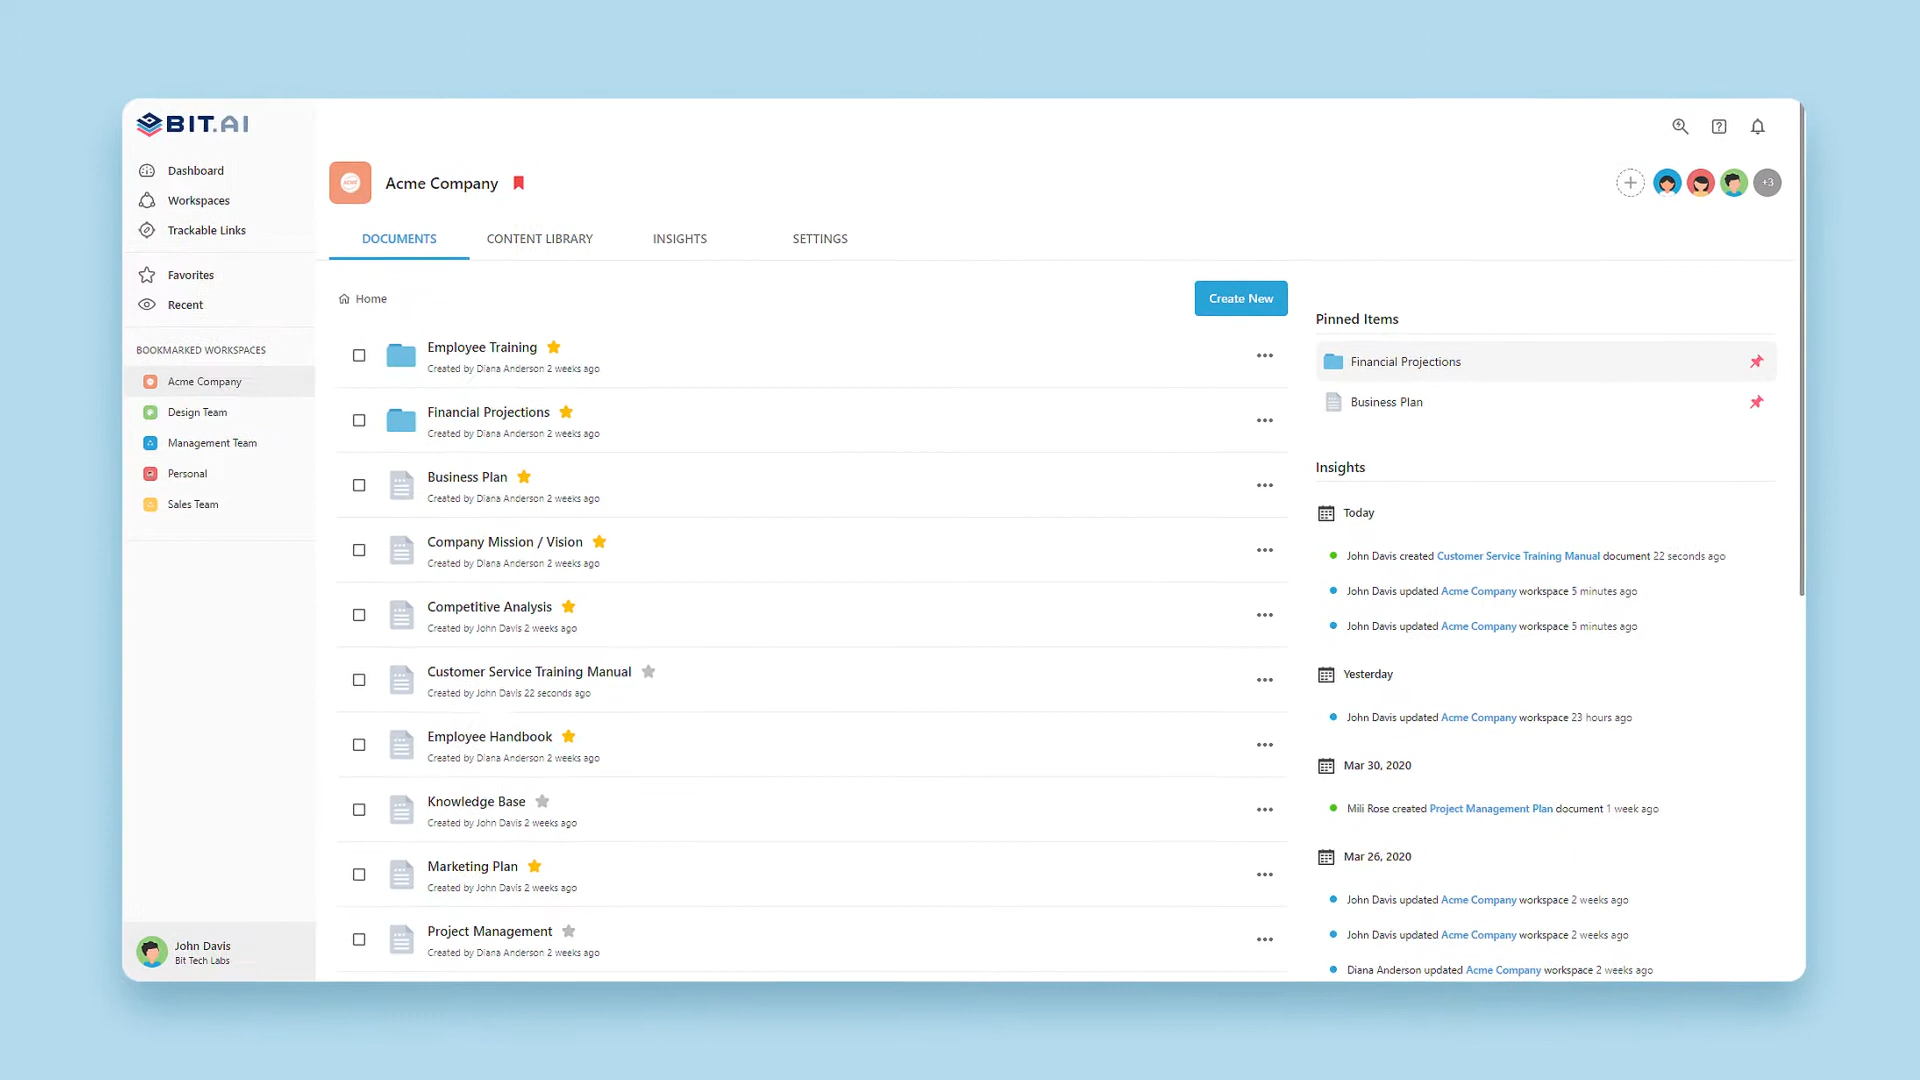 BIT.AI
Dashboard
Workspaces
Trackable Links
Favorites
Recent
BOOKMARKED WORKSPACES
Acme Company
Design Team
Management Team
Personal
Sales Team
John Davis
Bit Tech Labs
ACME
Acme Company
+3
DOCUMENTS
CONTENT LIBRARY
INSIGHTS
SETTINGS
Home
Create New
Employee Training
Created by Diana Anderson 2 weeks ago
Financial Projections
Created by Diana Anderson 2 weeks ago
Business Plan
Created by Diana Anderson 2 weeks ago
Company Mission / Vision
Created by Diana Anderson 2 weeks ago
Competitive Analysis
Created by John Davis 2 weeks ago
Customer Service Training Manual
Created by John Davis 22 seconds ago
Employee Handbook
Created by Diana Anderson 2 weeks ago
Knowledge Base
Created by John Davis 2 weeks ago
Marketing Plan
Created by John Davis 2 weeks ago
Project Management
Created by Diana Anderson 2 weeks ago
Pinned Items
Financial Projections
Business Plan
Insights
Today
John Davis created Customer Service Training Manual document 22 seconds ago
John Davis updated Acme Company workspace 5 minutes ago
John Davis updated Acme Company workspace 5 minutes ago
Yesterday
John Davis updated Acme Company workspace 23 hours ago
Mar 30, 2020
Mili Rose created Project Management Plan document 1 week ago
Mar 26, 2020
John Davis updated Acme Company workspace 2 weeks ago
John Davis updated Acme Company workspace 2 weeks ago
Diana Anderson updated Acme Company workspace 2 weeks ago